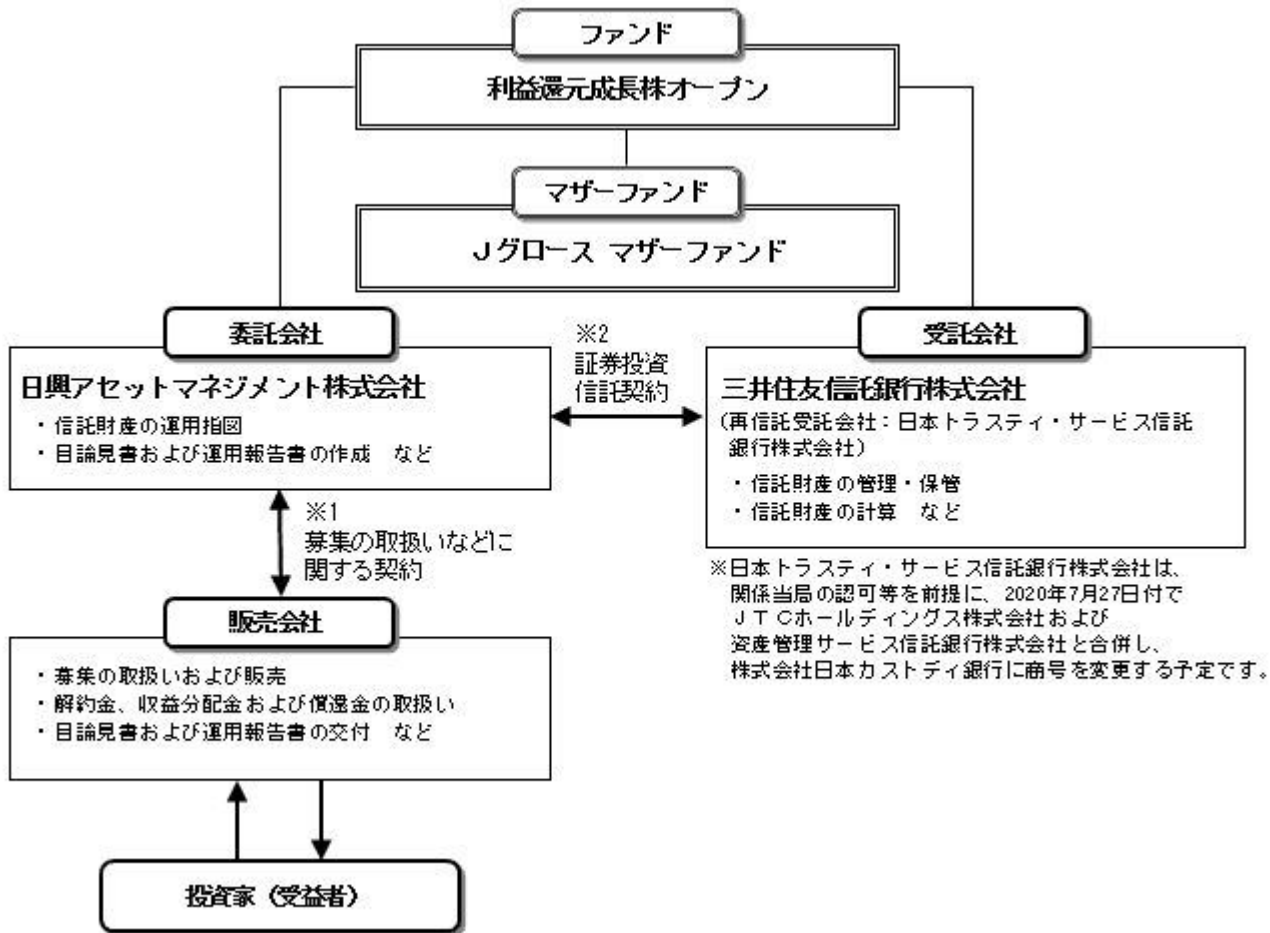 ファンド
利益還元成長株オープン
マザーファンド
Jグロース マザーファンド
委託会社
日興アセットマネジメント株式会社
・信託財産の運用指図
・目論見書および運用報告書の作成 など
※2
証券投資
信託契約
受託会社
三井住友信託銀行株式会社
(再信託受託会社:日本トラスティ・サービス信託
銀行株式会社)
・信託財産の管理・保管
・信託財産の計算 など
※日本トラスティ・サービス信託銀行株式会社は、
関係当局の認可等を前提に、2020年7月27日付で
JTCホールディングス株式会社および
資産管理サービス信託銀行株式会社と合併し、
株式会社日本カストディ銀行に商号を変更する予定です。
※1
募集の取扱いなどに
関する契約
販売会社
・募集の取扱いおよび販売
・解約金、収益分配金および償還金の取扱い
・目論見書および運用報告書の交付 など
投資家(受益者)